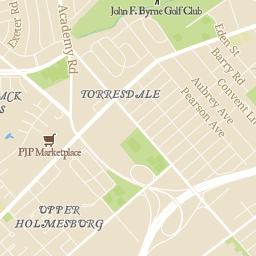 John F. Byrne Golf Club
Exeter Rd
Academy Rd
Eden St
Barry Rd
Convent Ln
Aubrey Ave
Pearson Ave
TORRESDALE
PJP Marketplace
UPPER
HOLMESBURG